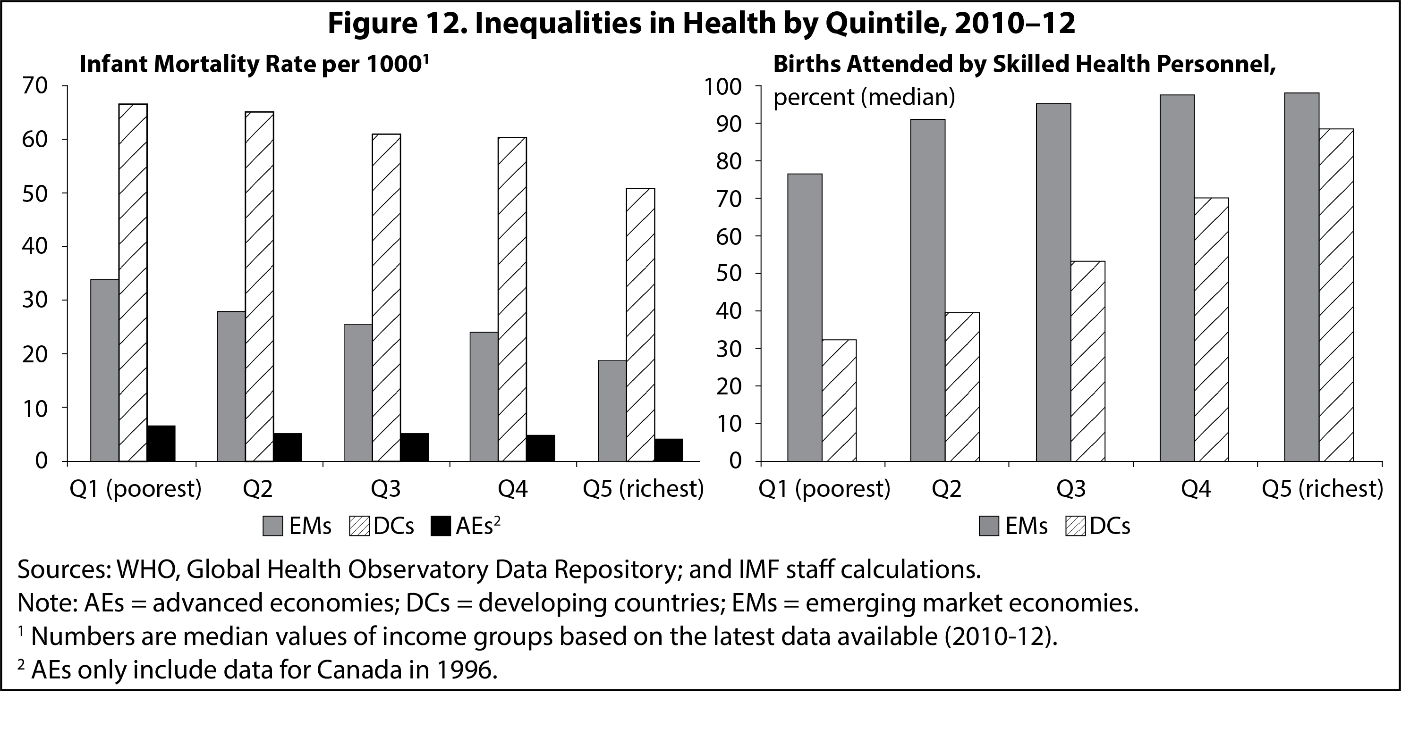 Figure 12. Inequalities in Health by Quintile, 2010–12
Infant Mortality Rate per 1000¹
70
60
50
40
30
20
10
0
Q1 (poorest) Q2 Q3 Q4 Q5 (richest)
EMs DCs AEs²
Births Attended by Skilled Health Personnel,
percent (median)
100
90
80
70
60
50
40
30
20
10
0
Q1 (poorest) Q2 Q3 Q4 Q5 (richest)
EMs DCs
Sources: WHO, Global Health Observatory Data Repository; and IMF staff calculations.
Note: AEs = advanced economies; DCs = developing countries; EMs = emerging market economies.
¹ Numbers are median values of income groups based on the latest data available (2010-12).
² AEs only include data for Canada in 1996.